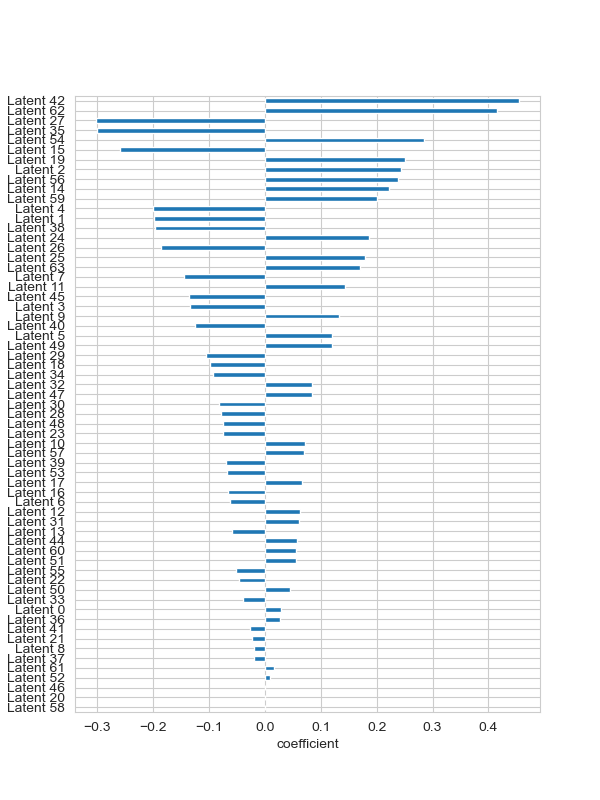 Latent 42
Latent 62
Latent 27
Latent 35
Latent 54
Latent 15
Latent 19
Latent 2
Latent 56
Latent 14
Latent 59
Latent 4
Latent 1
Latent 38
Latent 24
Latent 26
Latent 25
Latent 63
Latent 7
Latent 11
Latent 45
Latent 3
Latent 9
Latent 40
Latent 5
Latent 49
Latent 29
Latent 18
Latent 34
Latent 32
Latent 47
Latent 30
Latent 28
Latent 48
Latent 23
Latent 10
Latent 57
Latent 39
Latent 53
Latent 17
Latent 16
Latent 6
Latent 12
Latent 31
Latent 13
Latent 44
Latent 60
Latent 51
Latent 55
Latent 22
Latent 50
Latent 33
Latent 0
Latent 36
Latent 41
Latent 21
Latent 8
Latent 37
Latent 61
Latent 52
Latent 46
Latent 20
Latent 58
−0.3 −0.2 −0.1 0.0 0.1 0.2 0.3 0.4
coefficient